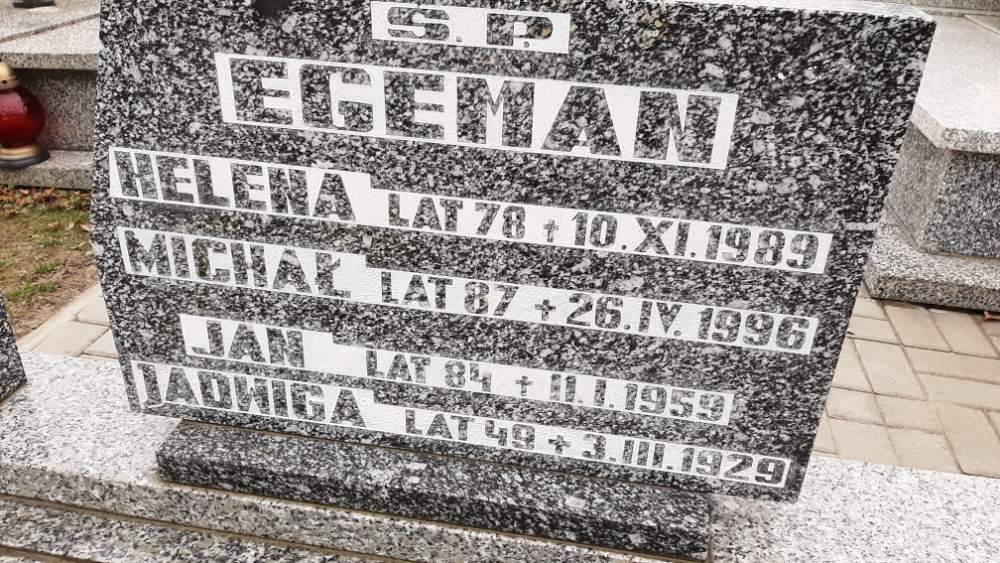 S. P.
EGEMAN
HELENA LAT 78 + 10. XI. 1989
MICHAŁ LAT 87 + 26. IV. 1996
JAN LAT 84 + 11. I. 1959
JADWIGA LAT 49 + 3. III. 1929